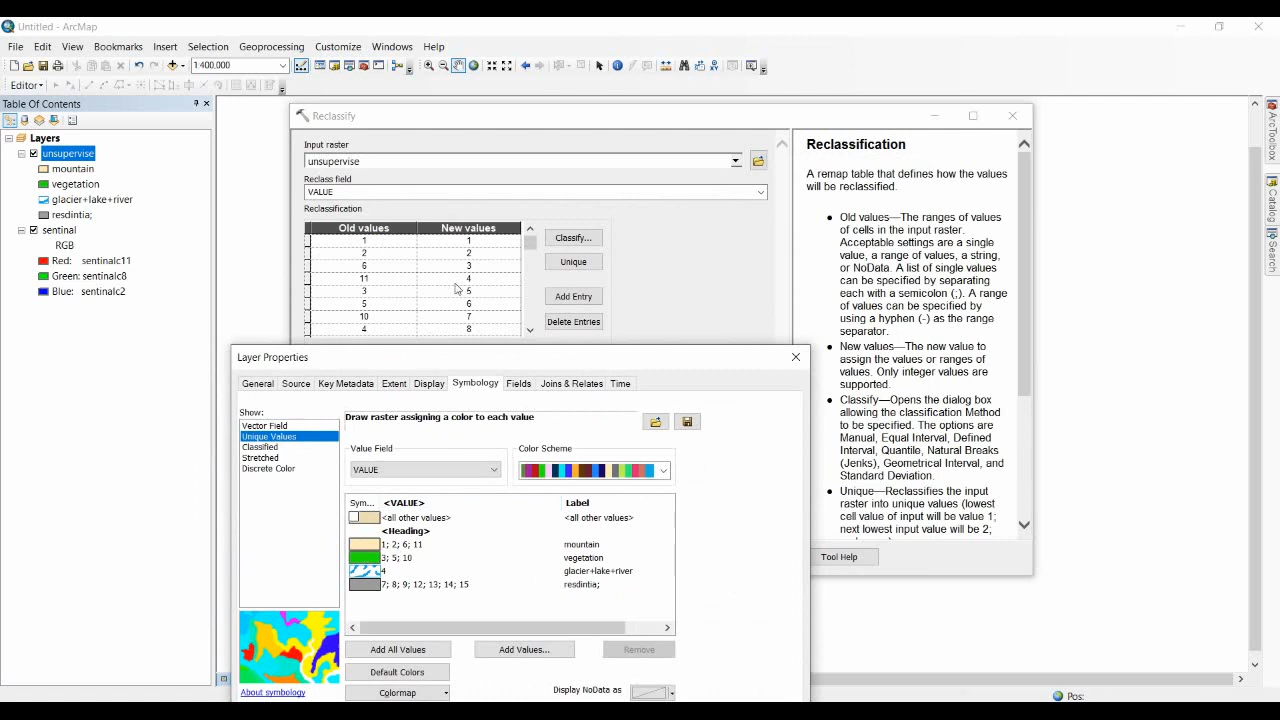 Untitled - ArcMap
File Edit View Bookmarks Insert Selection Geoprocessing Customize Windows Help
1:400,000
Editor
Table Of Contents
Layers
unsupervise
mountain
vegetation
glacier+lake+river
resdintia;
sentinal
RGB
Red: sentinalc11
Green: sentinalc8
Blue: sentinalc2
Reclassify
Input raster
unsupervise
Reclass field
VALUE
Reclassification
Old values New values
1 1
2 2
6 3
11 4
3 5
5 6
10 7
4 8
Classify...
Unique
Add Entry
Delete Entries
Reclassification
A remap table that defines how the values
will be reclassified.
Old values—The ranges of values
of cells in the input raster.
Acceptable settings are a single
value, a range of values, a string,
or NoData. A list of single values
can be specified by separating
each with a semicolon (;). A range
of values can be specified by
using a hyphen (-) as the range
separator.
New values—The new value to
assign the values or ranges of
values. Only integer values are
supported.
Classify—Opens the dialog box
allowing the classification Method
to be specified. The options are
Manual, Equal Interval, Defined
Interval, Quantile, Natural Breaks
(Jenks), Geometrical Interval, and
Standard Deviation.
Unique—Reclassifies the input
raster into unique values (lowest
cell value of input will be value 1;
next lowest input value will be 2;
Tool Help
Layer Properties
General Source Key Metadata Extent Display Symbology Fields Joins & Relates Time
Show:
Vector Field
Unique Values
Classified
Stretched
Discrete Color
About symbology
Draw raster assigning a color to each value
Value Field
VALUE
Color Scheme
Sym... <VALUE> Label
<all other values> <all other values>
<Heading>
1; 2; 6; 11 mountain
3; 5; 10 vegetation
4 glacier+lake+river
7; 8; 9; 12; 13; 14; 15 resdintia;
Add All Values Add Values... Remove
Default Colors
Colormap
Display NoData as
ArcToolbox
Catalog
Search
Pos: